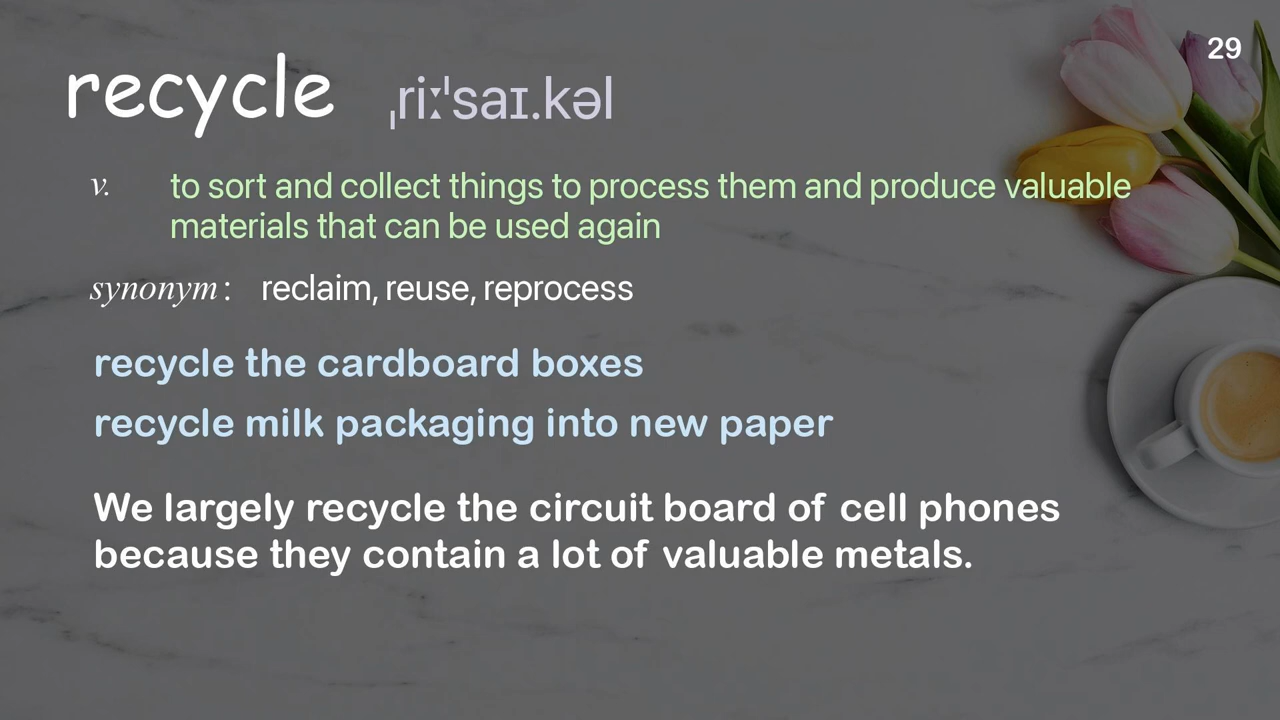 29
recycle ˌriːˈsaɪ.kəl
v. to sort and collect things to process them and produce valuable
materials that can be used again
synonym : reclaim, reuse, reprocess
recycle the cardboard boxes
recycle milk packaging into new paper
We largely recycle the circuit board of cell phones
because they contain a lot of valuable metals.